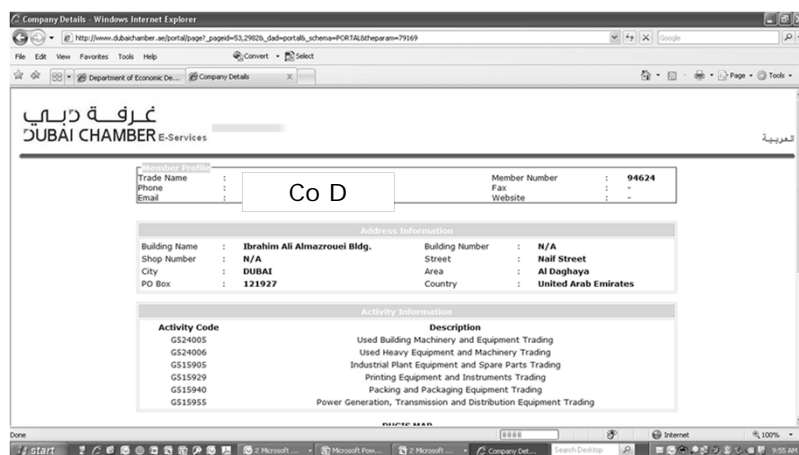 Company Details - Windows Internet Explorer
http://www.dubaichamber.ae/portal/page?_pageid=53,2982&_dad=portal&_schema=PORTAL&theparam=79169
Google
File Edit View Favorites Tools Help Convert Select
Department of Economic De... Company Details Page Tools
غرفة دبي
DUBAI CHAMBER E-Services
العربية
Member Profile
Trade Name : Member Number : 94624
Phone : Fax : -
Email : Website : -
Co D
Address Information
Building Name : Ibrahim Ali Almazrouei Bldg. Building Number : N/A
Shop Number : N/A Street : Naif Street
City : DUBAI Area : Al Daghaya
PO Box : 121927 Country : United Arab Emirates
Activity Information
Activity Code Description
G524005 Used Building Machinery and Equipment Trading
G524006 Used Heavy Equipment and Machinery Trading
G515905 Industrial Plant Equipment and Spare Parts Trading
G515929 Printing Equipment and Instruments Trading
G515940 Packing and Packaging Equipment Trading
G515955 Power Generation, Transmission and Distribution Equipment Trading
Done Internet 100%
start 2 Microsoft ... Microsoft Pow... 2 Microsoft ... Company Det... Search Desktop 9:55 AM